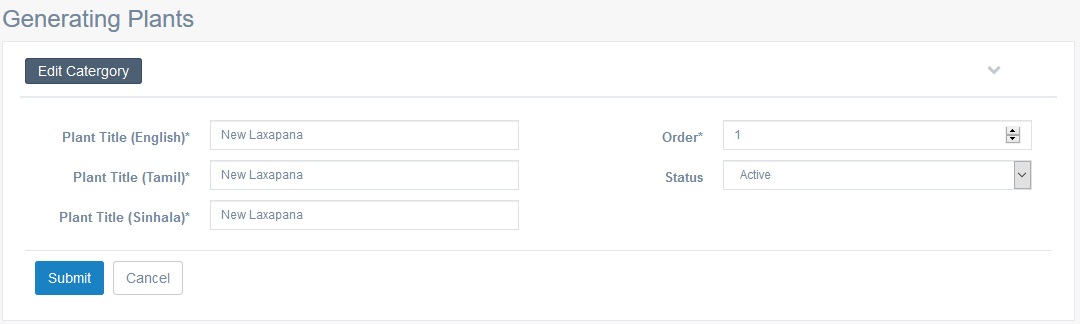 Generating Plants
Edit Catergory
Plant Title (English)* New Laxapana Order* 1
Plant Title (Tamil)* New Laxapana Status Active
Plant Title (Sinhala)* New Laxapana
Submit Cancel